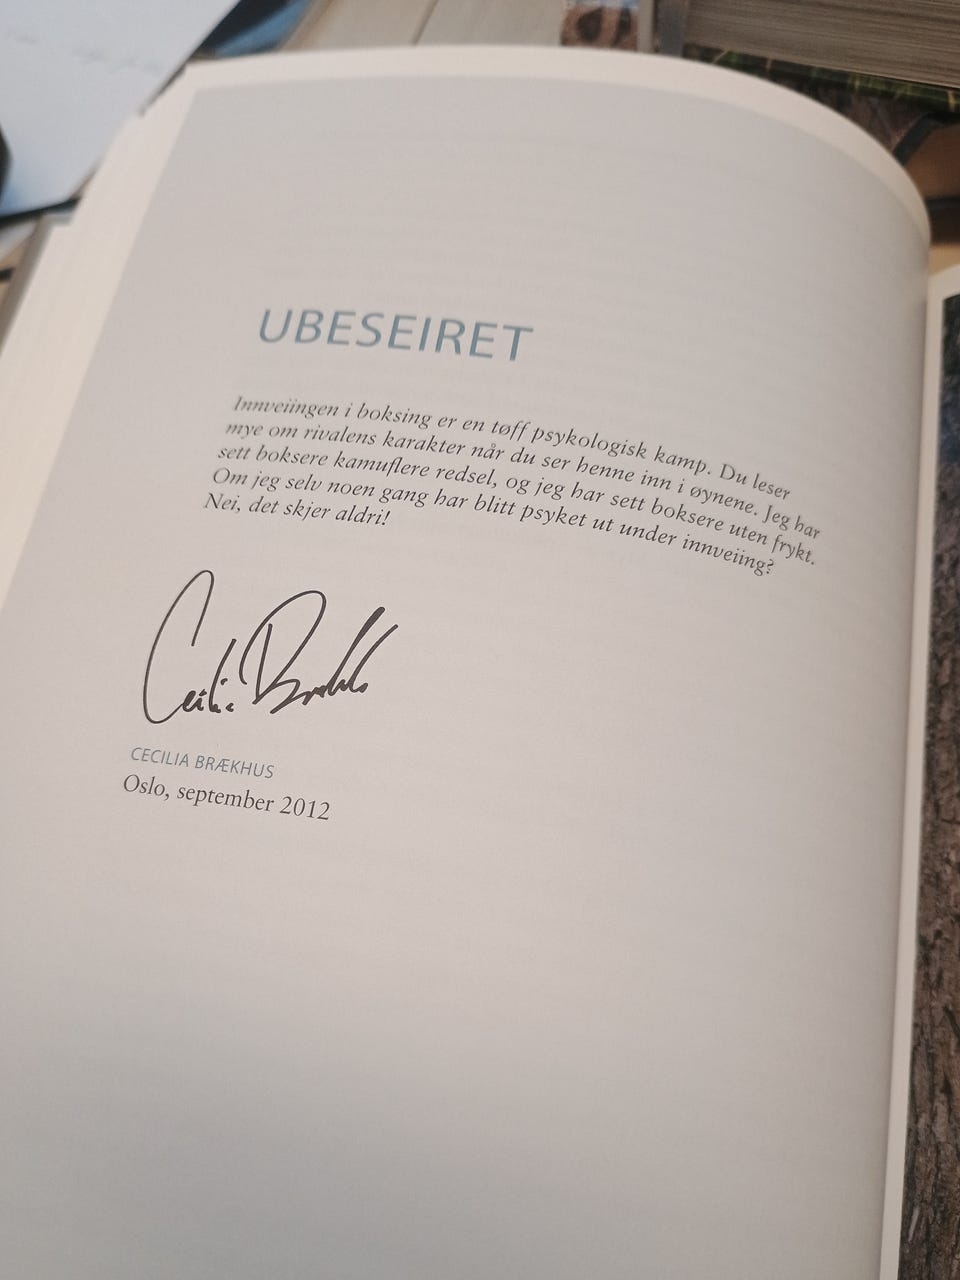 UBESEIRET
Innveiingen i boksing er en tøff psykologisk kamp. Du leser
mye om rivalens karakter når du ser henne inn i øynene. Jeg har
sett boksere kamuflere redsel, og jeg har sett boksere uten frykt.
Om jeg selv noen gang har blitt psyket ut under innveiing?
Nei, det skjer aldri!
Cecilia Brækhus
CECILIA BRÆKHUS
Oslo, september 2012